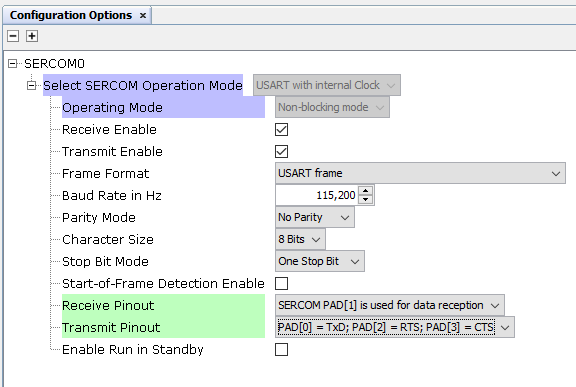 Configuration Options ×
SERCOM0
Select SERCOM Operation Mode USART with internal Clock
Operating Mode Non-blocking mode
Receive Enable
Transmit Enable
Frame Format USART frame
Baud Rate in Hz 115,200
Parity Mode No Parity
Character Size 8 Bits
Stop Bit Mode One Stop Bit
Start-of-Frame Detection Enable
Receive Pinout SERCOM PAD[1] is used for data reception
Transmit Pinout PAD[0] = TxD; PAD[2] = RTS; PAD[3] = CTS
Enable Run in Standby